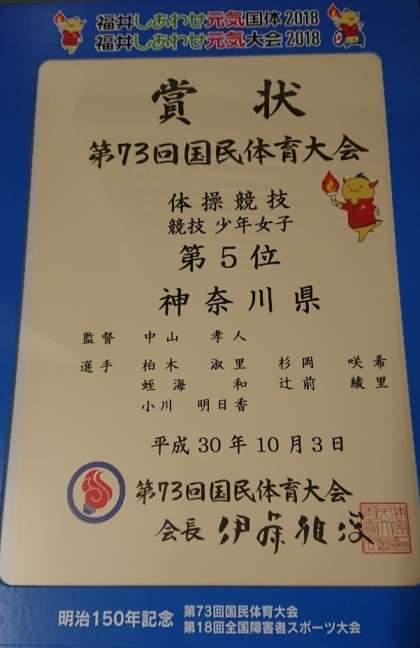 福井しあわせ元気国体2018
福井しあわせ元気大会2018
賞状
第73回国民体育大会
体操競技
競技 少年女子
第5位
神奈川県
監督 中山 孝人
選手 柏木 淑里 杉岡 咲希
蛭海 和 辻前 綾里
小川 明日香
平成30年10月3日
第73回国民体育大会
会長 伊藤雅俊
明治150年記念 第73回国民体育大会
第18回全国障害者スポーツ大会